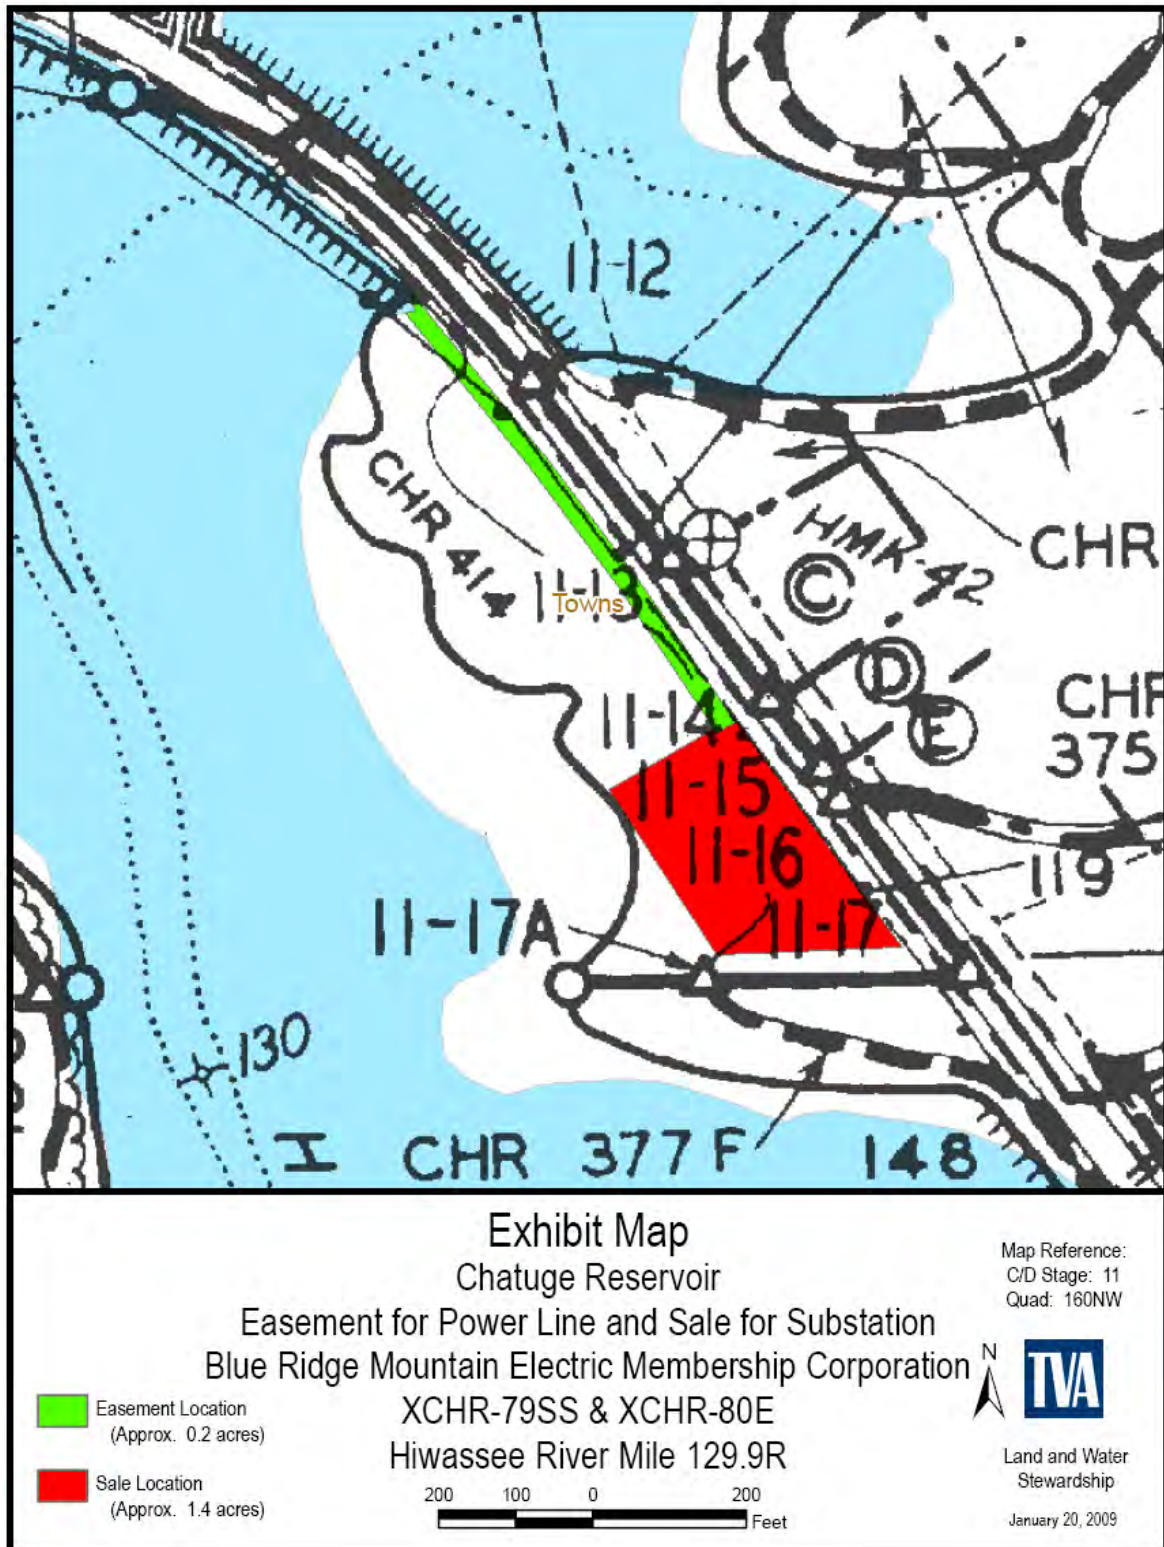 11-12
CHR 41
HMK-42
CHR
C
11-13
Towns
D
11-14
E
CHR
375
11-15
11-16
119
11-17A
11-17
130
I CHR 377F 148
Exhibit Map
Chatuge Reservoir
Easement for Power Line and Sale for Substation
Blue Ridge Mountain Electric Membership Corporation
XCHR-79SS & XCHR-80E
Hiwassee River Mile 129.9R
Map Reference:
C/D Stage: 11
Quad: 160NW
N
TVA
Land and Water
Stewardship
January 20, 2009
Easement Location
(Approx. 0.2 acres)
Sale Location
(Approx. 1.4 acres)
200 100 0 200
Feet